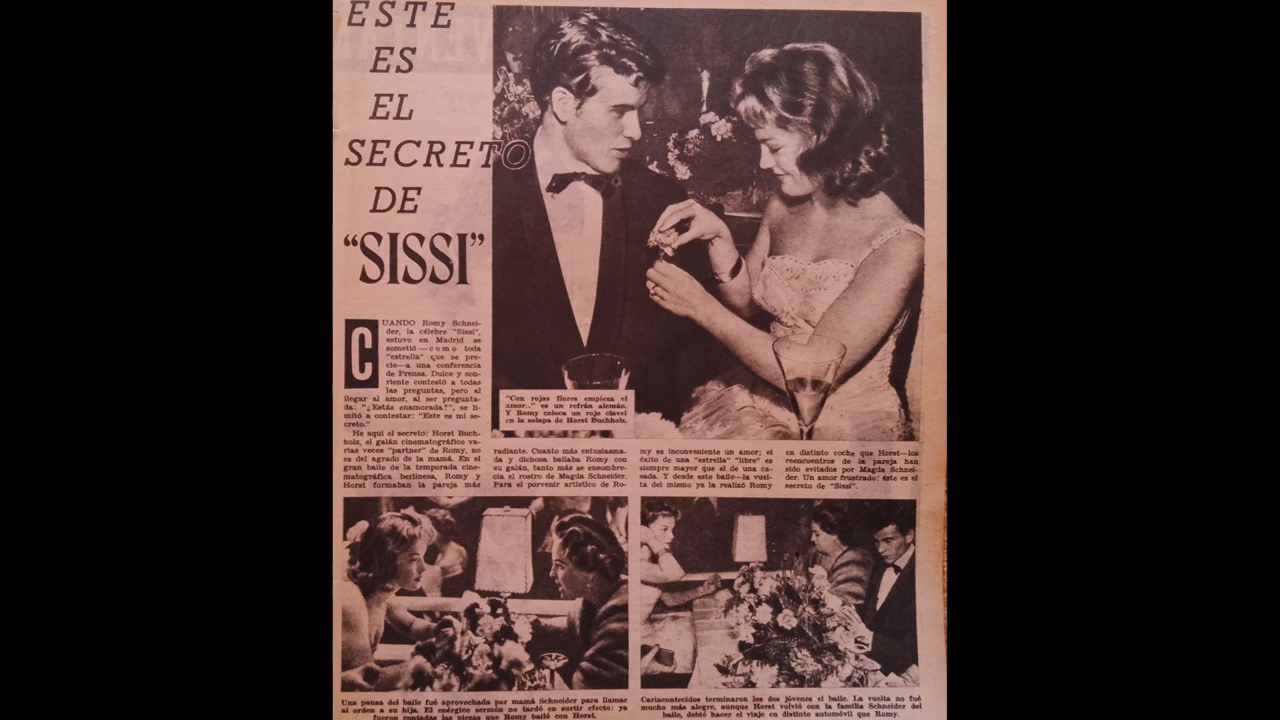 ESTE
ES
EL
SECRETO
DE
“SISSI”
CUANDO Romy Schnei-
der, la célebre “Sissi”,
estuvo en Madrid se
sometió—como toda
“estrella” que se pre-
cie—a una conferencia
de Prensa. Dulce y son-
riente contestó a todas
las preguntas, pero al
llegar al amor, al ser pregunta-
da: “¿Estás enamorada?”, se li-
mitó a contestar: “Este es mi se-
creto.”
He aquí el secreto: Horst Buch-
holz, el galán cinematográfico va-
rias veces “partner” de Romy, no
es del agrado de la mamá. En el
gran baile de la temporada cine-
matográfica berlinesa, Romy y
Horst formaban la pareja más
“Con rojas flores empieza el
amor...” es un refrán alemán.
Y Romy coloca un rojo clavel
en la solapa de Horst Buchholz.
radiante. Cuanto más entusiasma-
da y dichosa bailaba Romy con
su galán, tanto más se ensombre-
cía el rostro de Magda Schneider.
Para el porvenir artístico de Ro-
my es inconveniente un amor; el
éxito de una “estrella” “libre” es
siempre mayor que el de una ca-
sada. Y desde este baile—la vuel-
ta del mismo ya la realizó Romy
en distinto coche que Horst—los
reencuentros de la pareja han
sido evitados por Magda Schnei-
der. Un amor frustrado: éste es el
secreto de “Sissi”.
Una pausa del baile fué aprovechada por mamá Schneider para llamar
al orden a su hija. El enérgico sermón no tardó en surtir efecto: ya
fueron contadas las piezas que Romy bailó con Horst.
Cariacontecidos terminaron los dos jóvenes el baile. La vuelta no fué
mucho más alegre, aunque Horst volvió con la familia Schneider del
baile, debió hacer el viaje en distinto automóvil que Romy.